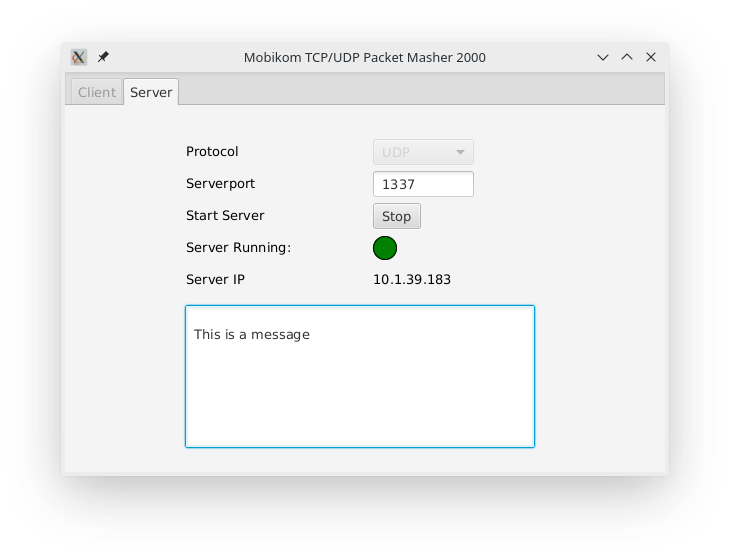 Mobikom TCP/UDP Packet Masher 2000
Client Server
Protocol UDP
Serverport 1337
Start Server Stop
Server Running:
Server IP 10.1.39.183
This is a message